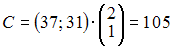 C = (37; 31) · (2 1) = 105